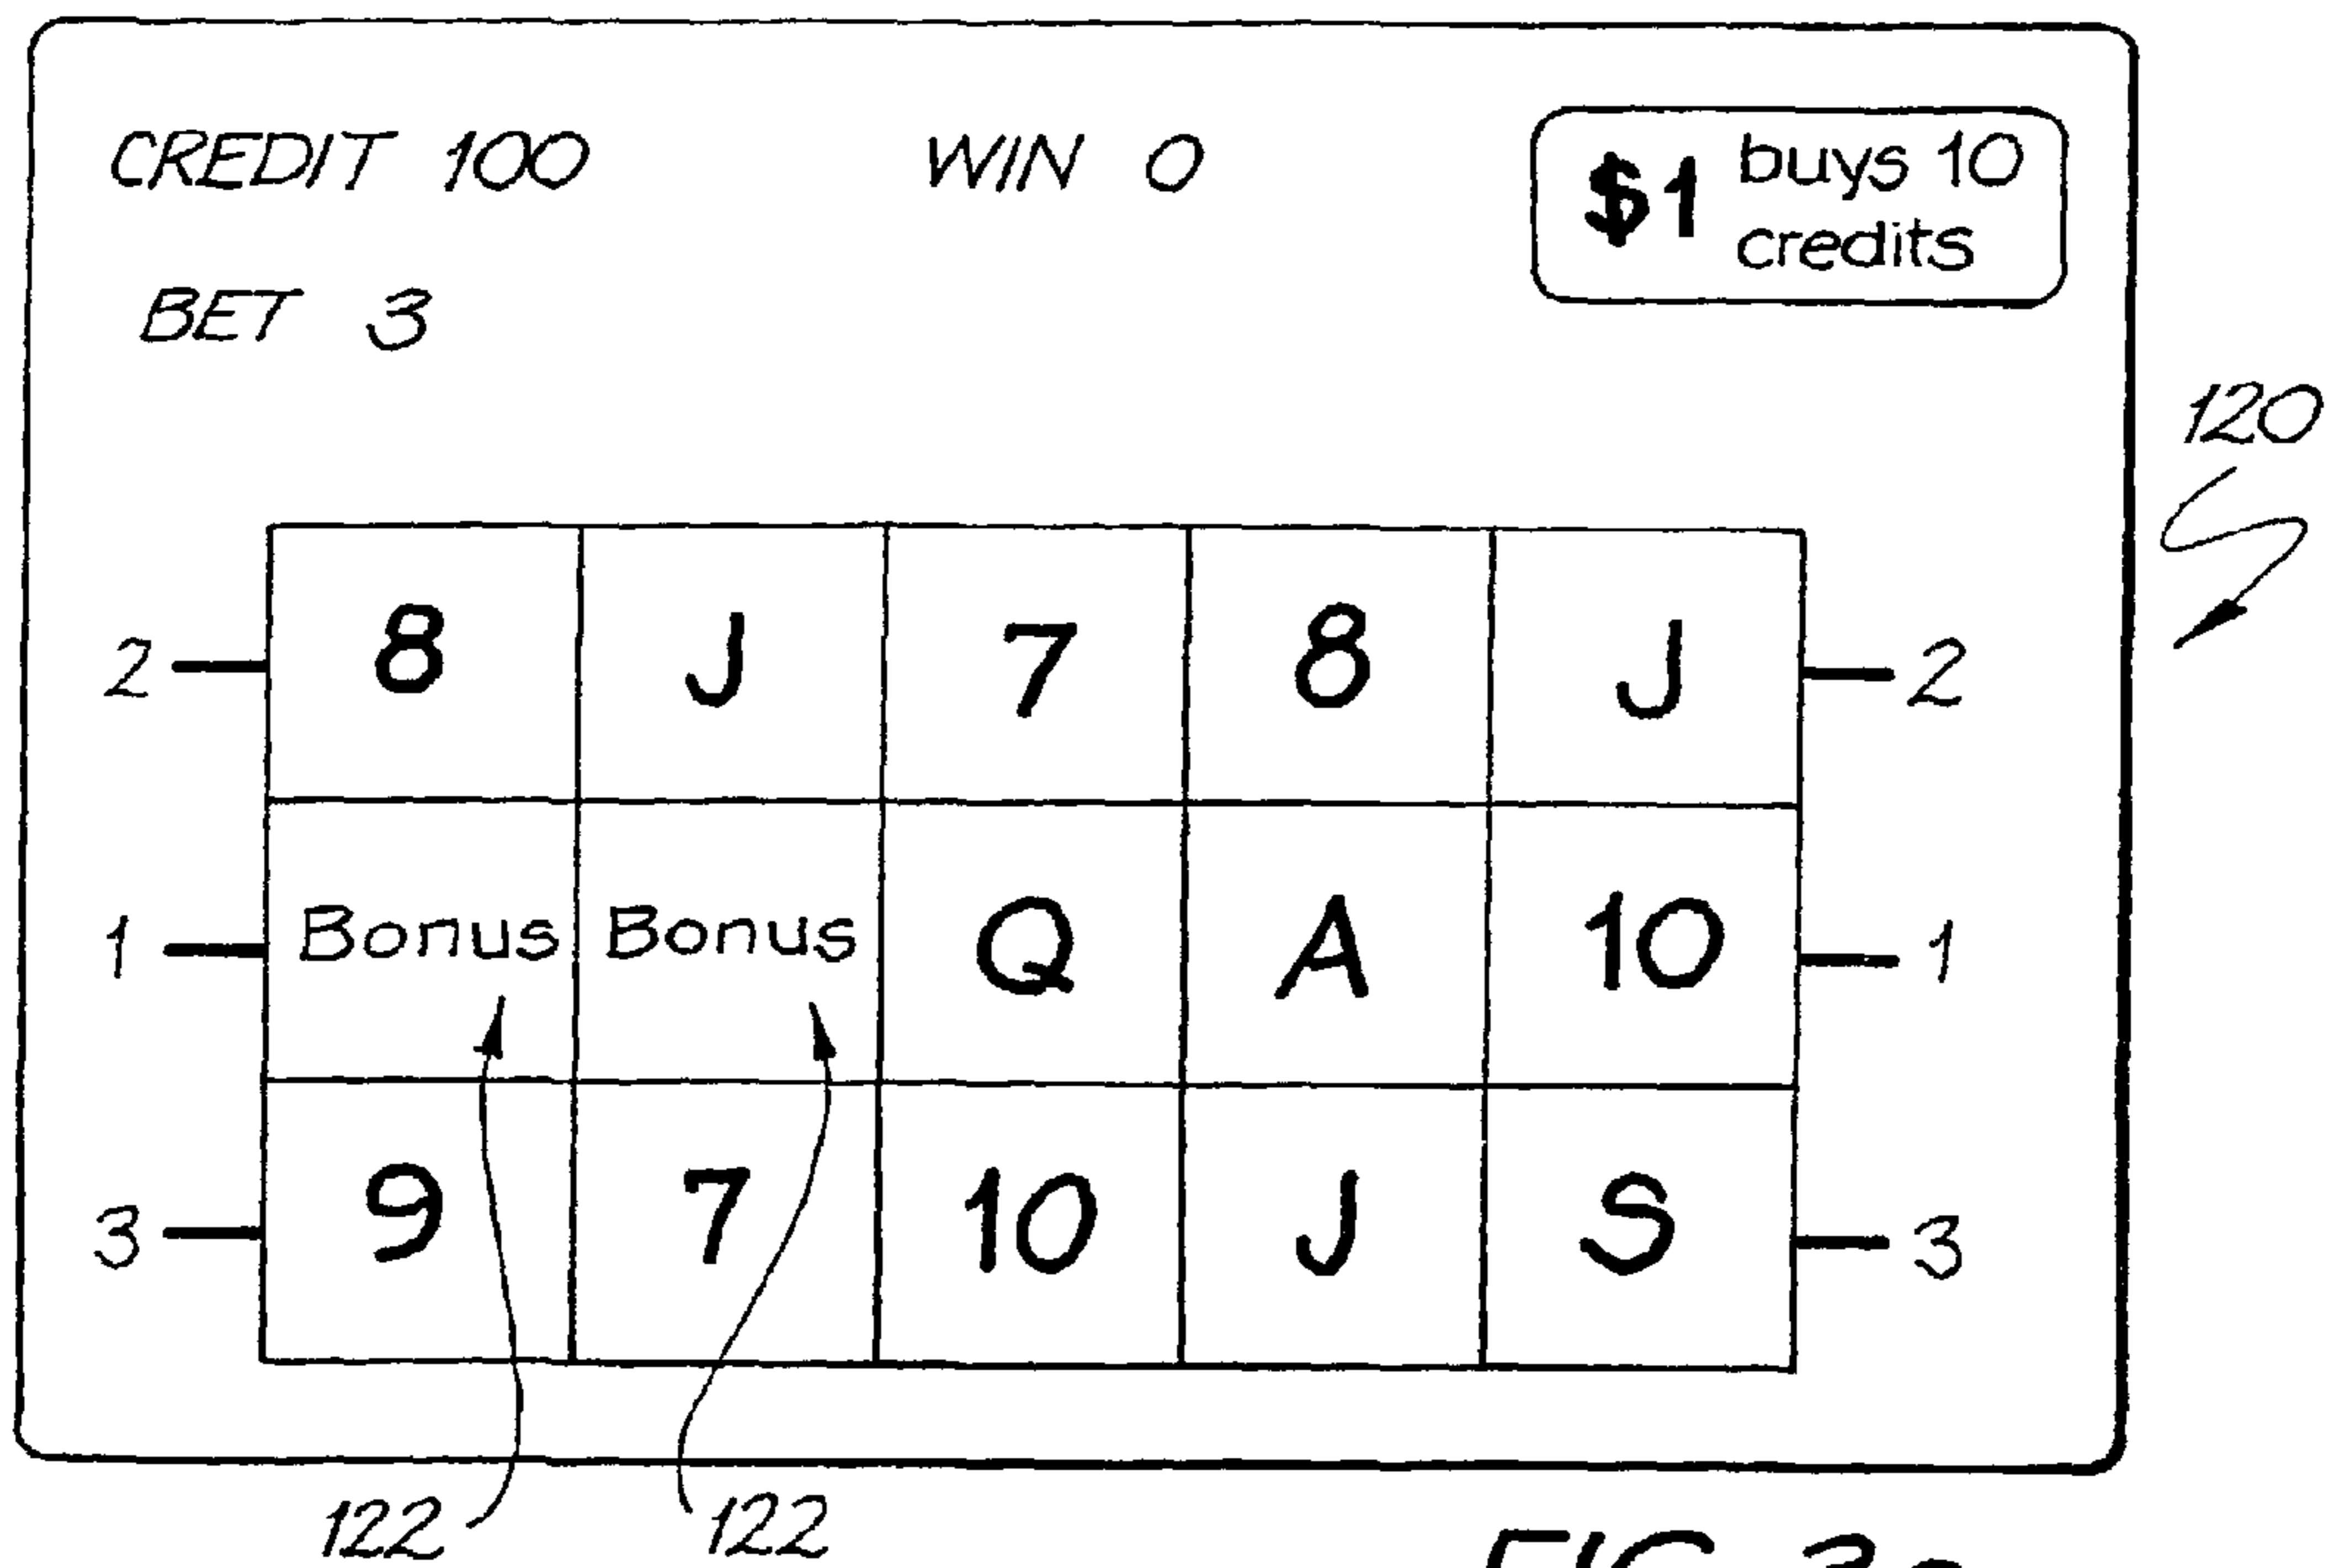 CREDIT 100 WIN 0 $1 buys 10
credits
BET 3
120
2 8 J 7 8 J 2
1 Bonus Bonus Q A 10 1
3 9 7 10 J S 3
122 122
FIG.